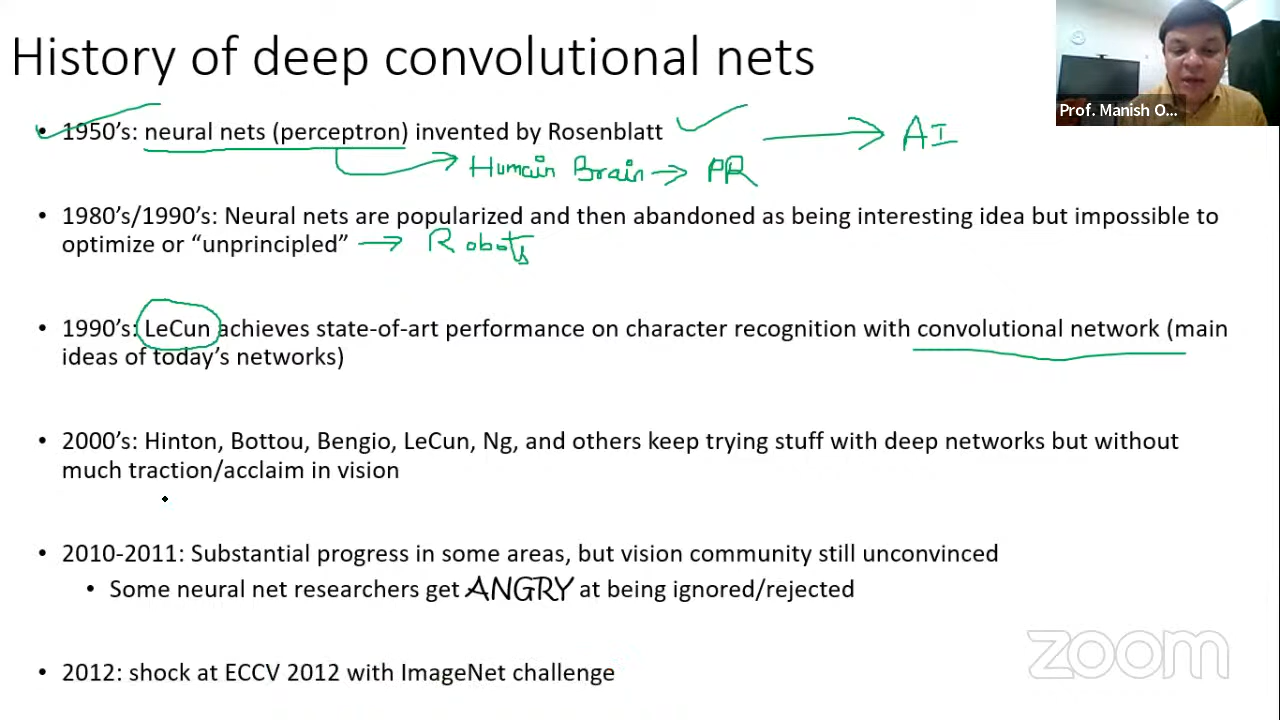 History of deep convolutional nets
Prof. Manish O...
• 1950's: neural nets (perceptron) invented by Rosenblatt → AI
→ Human Brain → PR
• 1980's/1990's: Neural nets are popularized and then abandoned as being interesting idea but impossible to
optimize or “unprincipled” → Robots
• 1990's: LeCun achieves state-of-art performance on character recognition with convolutional network (main
ideas of today's networks)
• 2000's: Hinton, Bottou, Bengio, LeCun, Ng, and others keep trying stuff with deep networks but without
much traction/acclaim in vision
• 2010-2011: Substantial progress in some areas, but vision community still unconvinced
• Some neural net researchers get ANGRY at being ignored/rejected
zoom
• 2012: shock at ECCV 2012 with ImageNet challenge